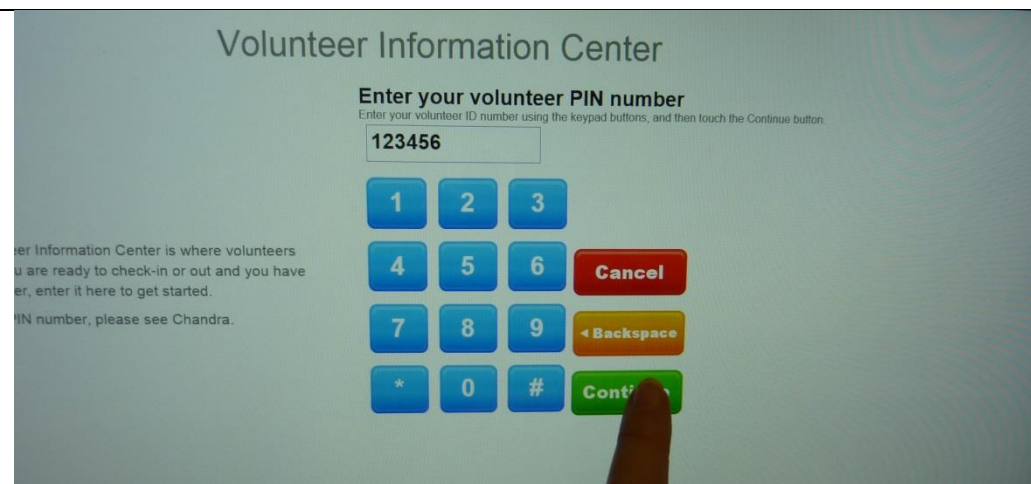 Volunteer Information Center
Enter your volunteer PIN number
Enter your volunteer ID number using the keypad buttons, and then touch the Continue button.
123456
1 2 3
er Information Center is where volunteers
u are ready to check-in or out and you have
er, enter it here to get started.
PIN number, please see Chandra.
4 5 6 Cancel
7 8 9 Backspace
* 0 #